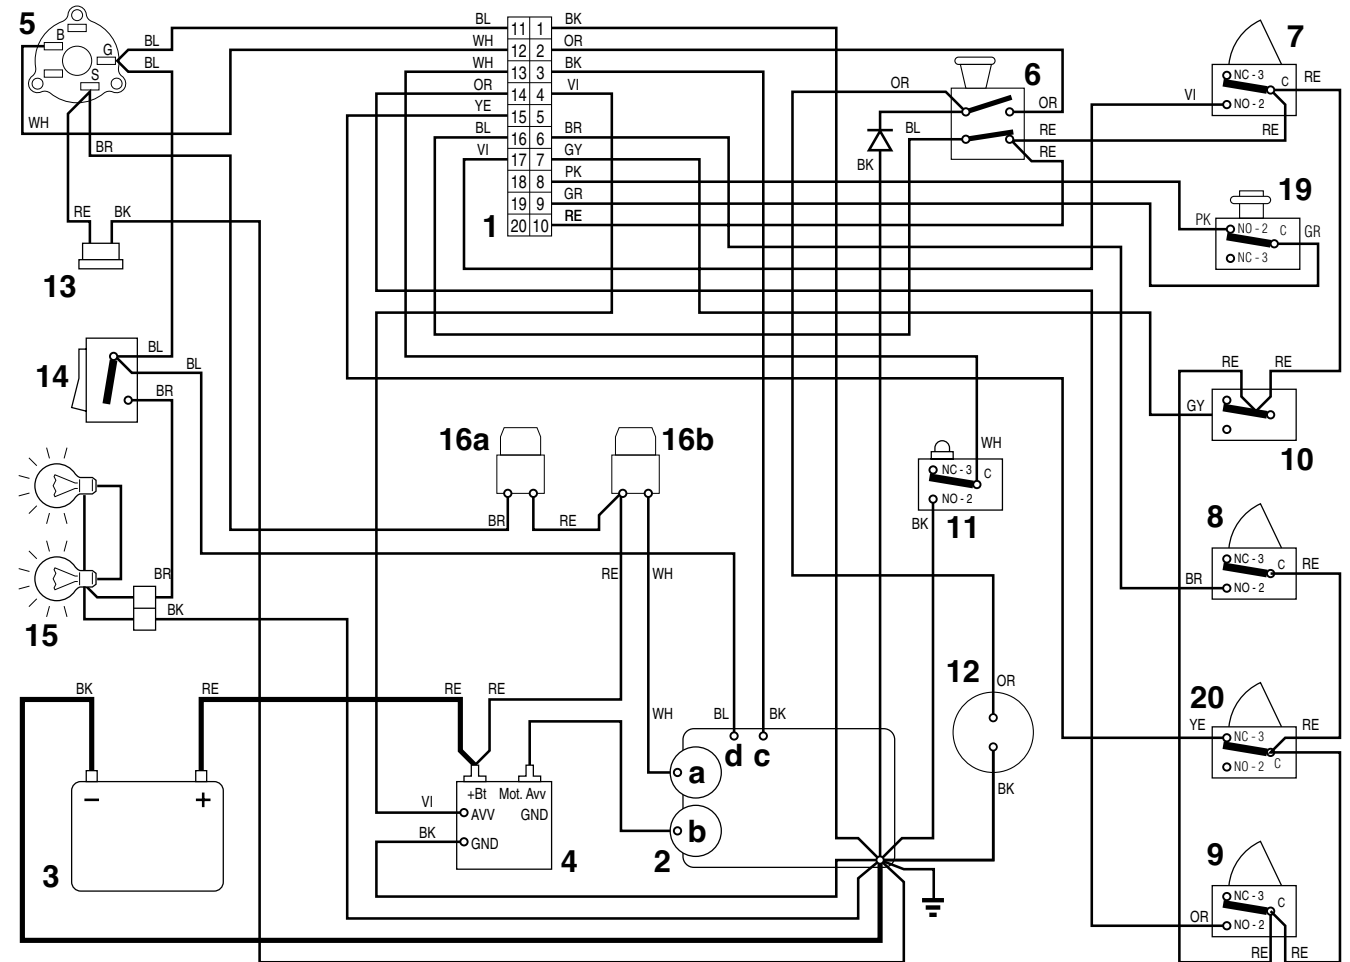 5
B
G
S
BL
BL
WH
BR
BL 11 1 BK
WH 12 2 OR
WH 13 3 BK
OR 14 4 VI
YE 15 5
BL 16 6 BR
VI 17 7 GY
18 8 PK
19 9 GR
20 10 RE
1
OR
6
OR
BL
RE
RE
BK
7
NC - 3
C
RE
VI
NO - 2
RE
19
PK
NO - 2
C
GR
NC - 3
RE
BK
13
14
BL
BL
BR
RE
RE
GY
10
16a
16b
BR
RE
RE
WH
WH
NC - 3
C
NO - 2
BK
11
8
NC - 3
C
RE
BR
NO - 2
BR
BK
15
12
OR
BK
20
YE
NC - 3
RE
NO - 2
C
BK
RE
RE
RE
WH
BL
BK
d
c
a
b
2
−
+
3
+Bt
Mot. Avv
VI
AVV
GND
BK
GND
4
9
NC - 3
C
OR
NO - 2
RE
RE